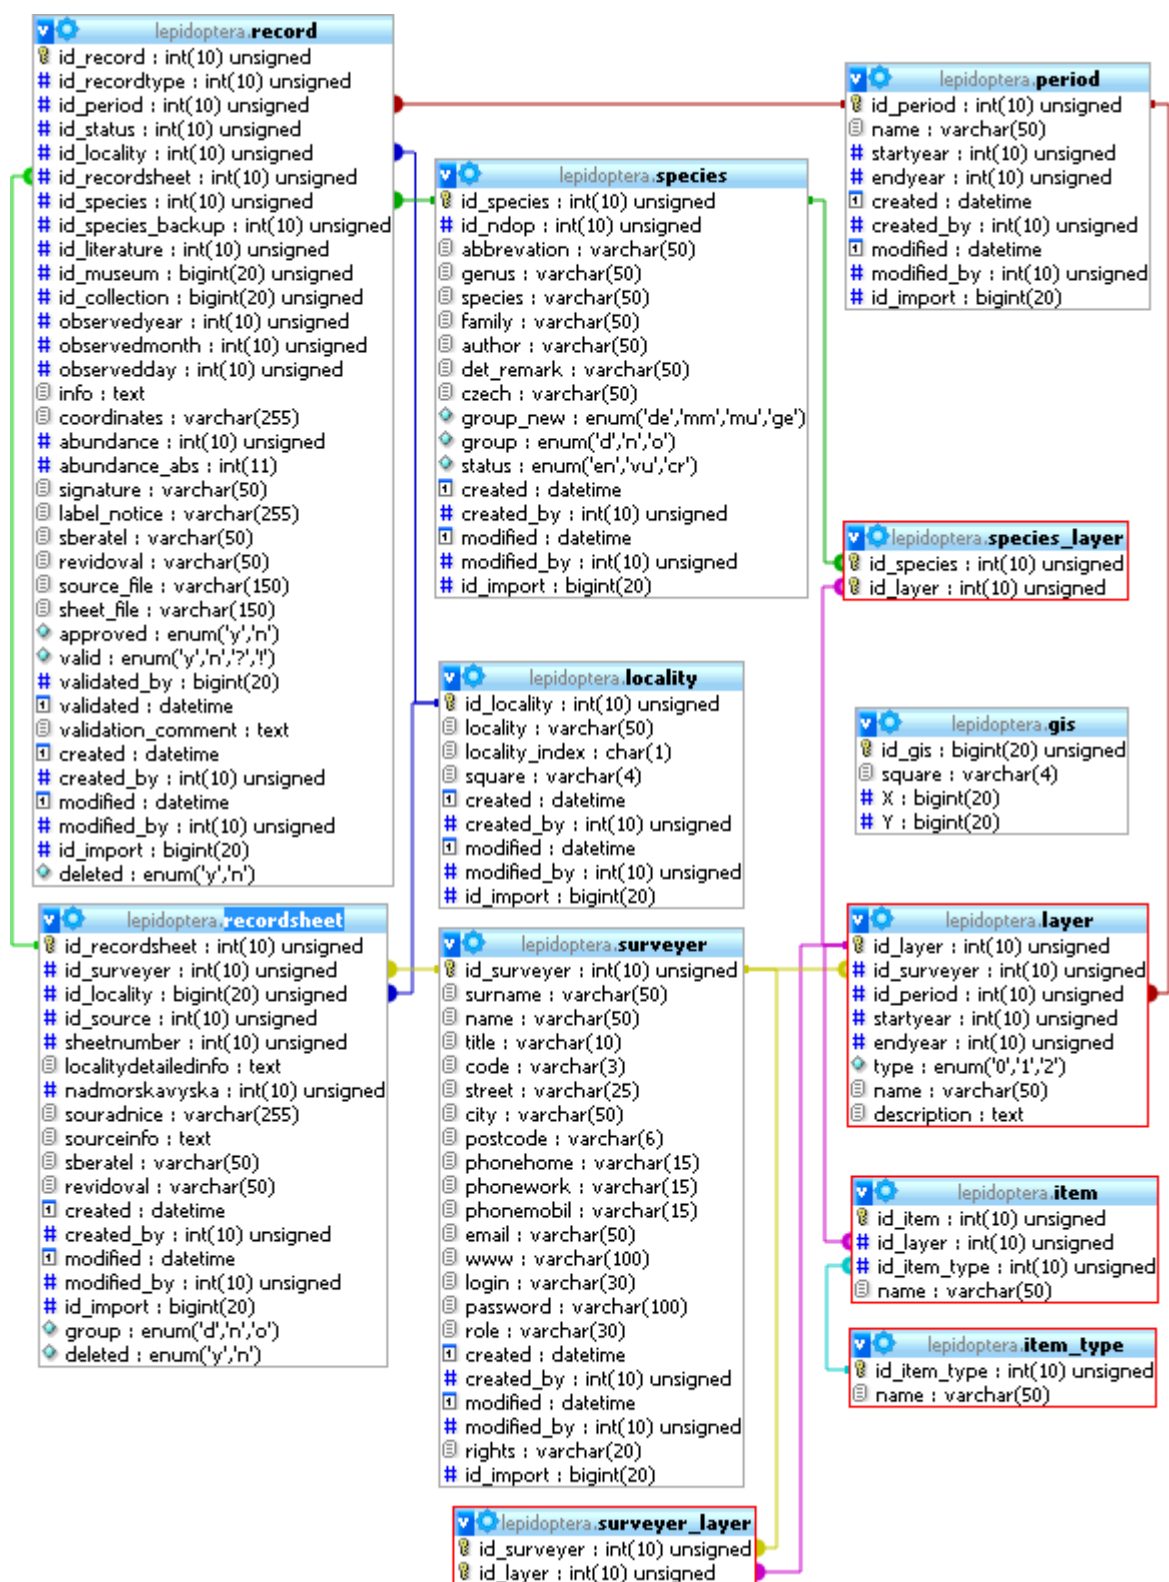 lepidoptera.record
id_record : int(10) unsigned
id_recordtype : int(10) unsigned
id_period : int(10) unsigned
id_status : int(10) unsigned
id_locality : int(10) unsigned
id_recordsheet : int(10) unsigned
id_species : int(10) unsigned
id_species_backup : int(10) unsigned
id_literature : int(10) unsigned
id_museum : bigint(20) unsigned
id_collection : bigint(20) unsigned
observedyear : int(10) unsigned
observedmonth : int(10) unsigned
observedday : int(10) unsigned
info : text
coordinates : varchar(255)
abundance : int(10) unsigned
abundance_abs : int(11)
signature : varchar(50)
label_notice : varchar(255)
sberatel : varchar(50)
revidoval : varchar(50)
source_file : varchar(150)
sheet_file : varchar(150)
approved : enum('y','n')
valid : enum('y','n','?','!')
validated_by : bigint(20)
validated : datetime
validation_comment : text
created : datetime
created_by : int(10) unsigned
modified : datetime
modified_by : int(10) unsigned
id_import : bigint(20)
deleted : enum('y','n')
lepidoptera.recordsheet
id_recordsheet : int(10) unsigned
id_surveyer : int(10) unsigned
id_locality : bigint(20) unsigned
id_source : int(10) unsigned
sheetnumber : int(10) unsigned
localitydetailedinfo : text
nadmorskavyska : int(10) unsigned
souradnice : varchar(255)
sourceinfo : text
sberatel : varchar(50)
revidoval : varchar(50)
created : datetime
created_by : int(10) unsigned
modified : datetime
modified_by : int(10) unsigned
id_import : bigint(20)
group : enum('d','n','o')
deleted : enum('y','n')
lepidoptera.species
id_species : int(10) unsigned
id_ndop : int(10) unsigned
abbrevation : varchar(50)
genus : varchar(50)
species : varchar(50)
family : varchar(50)
author : varchar(50)
det_remark : varchar(50)
czech : varchar(50)
group_new : enum('de','mm','mu','ge')
group : enum('d','n','o')
status : enum('en','vu','cr')
created : datetime
created_by : int(10) unsigned
modified : datetime
modified_by : int(10) unsigned
id_import : bigint(20)
lepidoptera.locality
id_locality : int(10) unsigned
locality : varchar(50)
locality_index : char(1)
square : varchar(4)
created : datetime
created_by : int(10) unsigned
modified : datetime
modified_by : int(10) unsigned
id_import : bigint(20)
lepidoptera.surveyer
id_surveyer : int(10) unsigned
surname : varchar(50)
name : varchar(50)
title : varchar(10)
code : varchar(3)
street : varchar(25)
city : varchar(50)
postcode : varchar(6)
phonehome : varchar(15)
phonework : varchar(15)
phonemobil : varchar(15)
email : varchar(50)
www : varchar(100)
login : varchar(30)
password : varchar(100)
role : varchar(30)
created : datetime
created_by : int(10) unsigned
modified : datetime
modified_by : int(10) unsigned
rights : varchar(20)
id_import : bigint(20)
lepidoptera.surveyer_layer
id_surveyer : int(10) unsigned
id_layer : int(10) unsigned
lepidoptera.period
id_period : int(10) unsigned
name : varchar(50)
startyear : int(10) unsigned
endyear : int(10) unsigned
created : datetime
created_by : int(10) unsigned
modified : datetime
modified_by : int(10) unsigned
id_import : bigint(20)
lepidoptera.species_layer
id_species : int(10) unsigned
id_layer : int(10) unsigned
lepidoptera.gis
id_gis : bigint(20) unsigned
square : varchar(4)
X : bigint(20)
Y : bigint(20)
lepidoptera.layer
id_layer : int(10) unsigned
id_surveyer : int(10) unsigned
id_period : int(10) unsigned
startyear : int(10) unsigned
endyear : int(10) unsigned
type : enum('0','1','2')
name : varchar(50)
description : text
lepidoptera.item
id_item : int(10) unsigned
id_layer : int(10) unsigned
id_item_type : int(10) unsigned
name : varchar(50)
lepidoptera.item_type
id_item_type : int(10) unsigned
name : varchar(50)